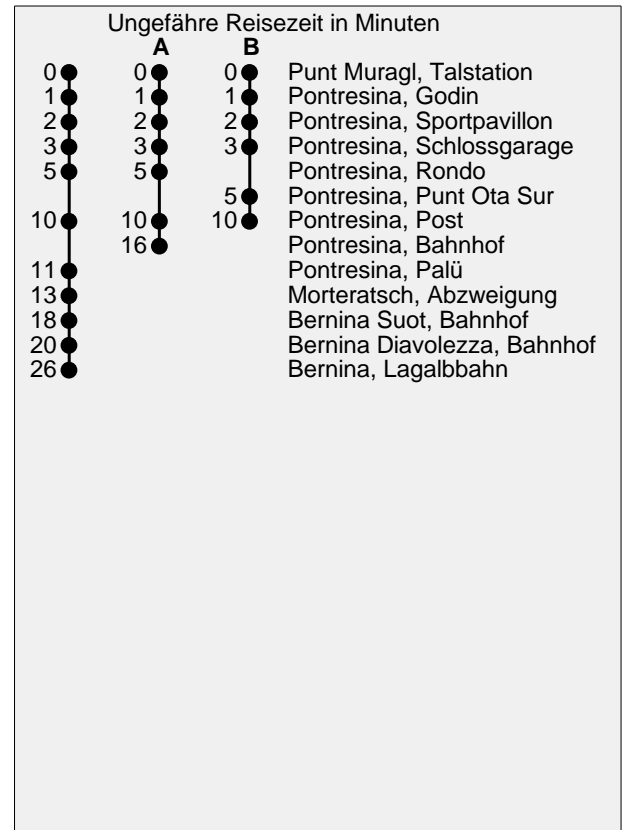 Ungefähre Reisezeit in Minuten
A B
0 0 0 Punt Muragl, Talstation
1 1 1 Pontresina, Godin
2 2 2 Pontresina, Sportpavillon
3 3 3 Pontresina, Schlossgarage
5 5 Pontresina, Rondo
5 Pontresina, Punt Ota Sur
10 10 10 Pontresina, Post
16 Pontresina, Bahnhof
11 Pontresina, Palü
13 Morteratsch, Abzweigung
18 Bernina Suot, Bahnhof
20 Bernina Diavolezza, Bahnhof
26 Bernina, Lagalbbahn